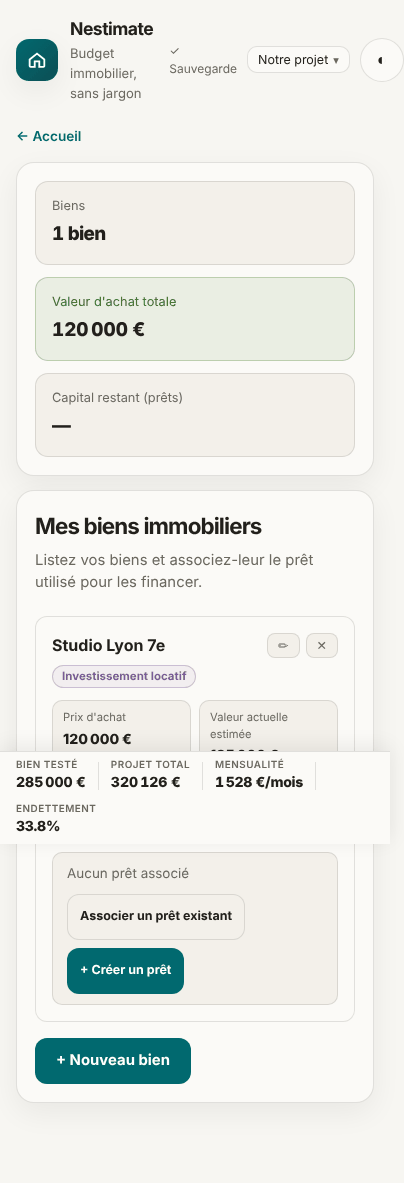 Nestimate
Budget
immobilier,
sans jargon
✓
Sauvegarde
Notre projet ▾
← Accueil
Biens
1 bien
Valeur d'achat totale
120 000 €
Capital restant (prêts)
—
Mes biens immobiliers
Listez vos biens et associez-leur le prêt
utilisé pour les financer.
Studio Lyon 7e
✏ ✕
Investissement locatif
Prix d'achat
120 000 €
Valeur actuelle
estimée
BIEN TESTÉ
285 000 €
PROJET TOTAL
320 126 €
MENSUALITÉ
1 528 €/mois
ENDETTEMENT
33.8%
Aucun prêt associé
Associer un prêt existant
+ Créer un prêt
+ Nouveau bien